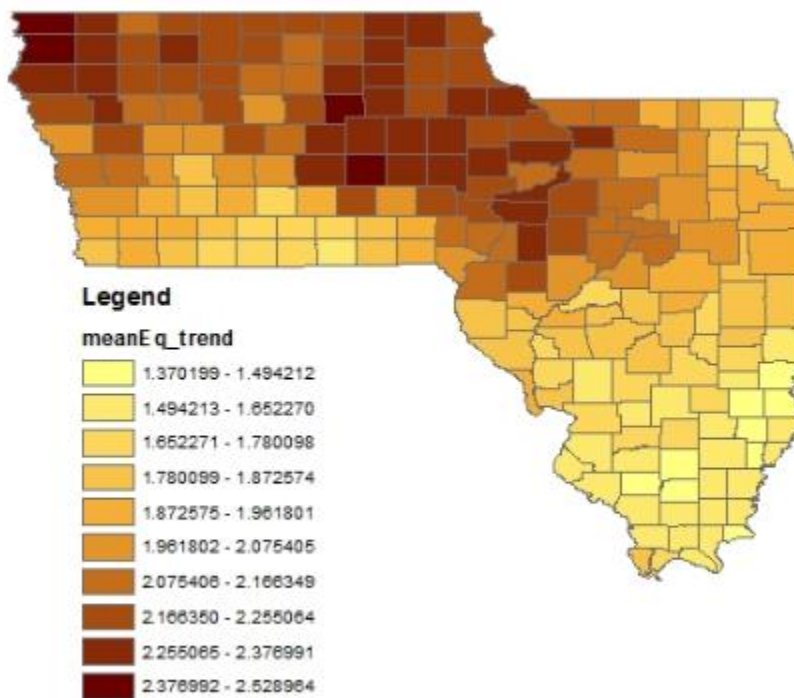 Legend
meanEq_trend
1.370199 - 1.494212
1.494213 - 1.652270
1.652271 - 1.780098
1.780099 - 1.872574
1.872575 - 1.961801
1.961802 - 2.075405
2.075406 - 2.166349
2.166350 - 2.255064
2.255065 - 2.376991
2.376992 - 2.528964